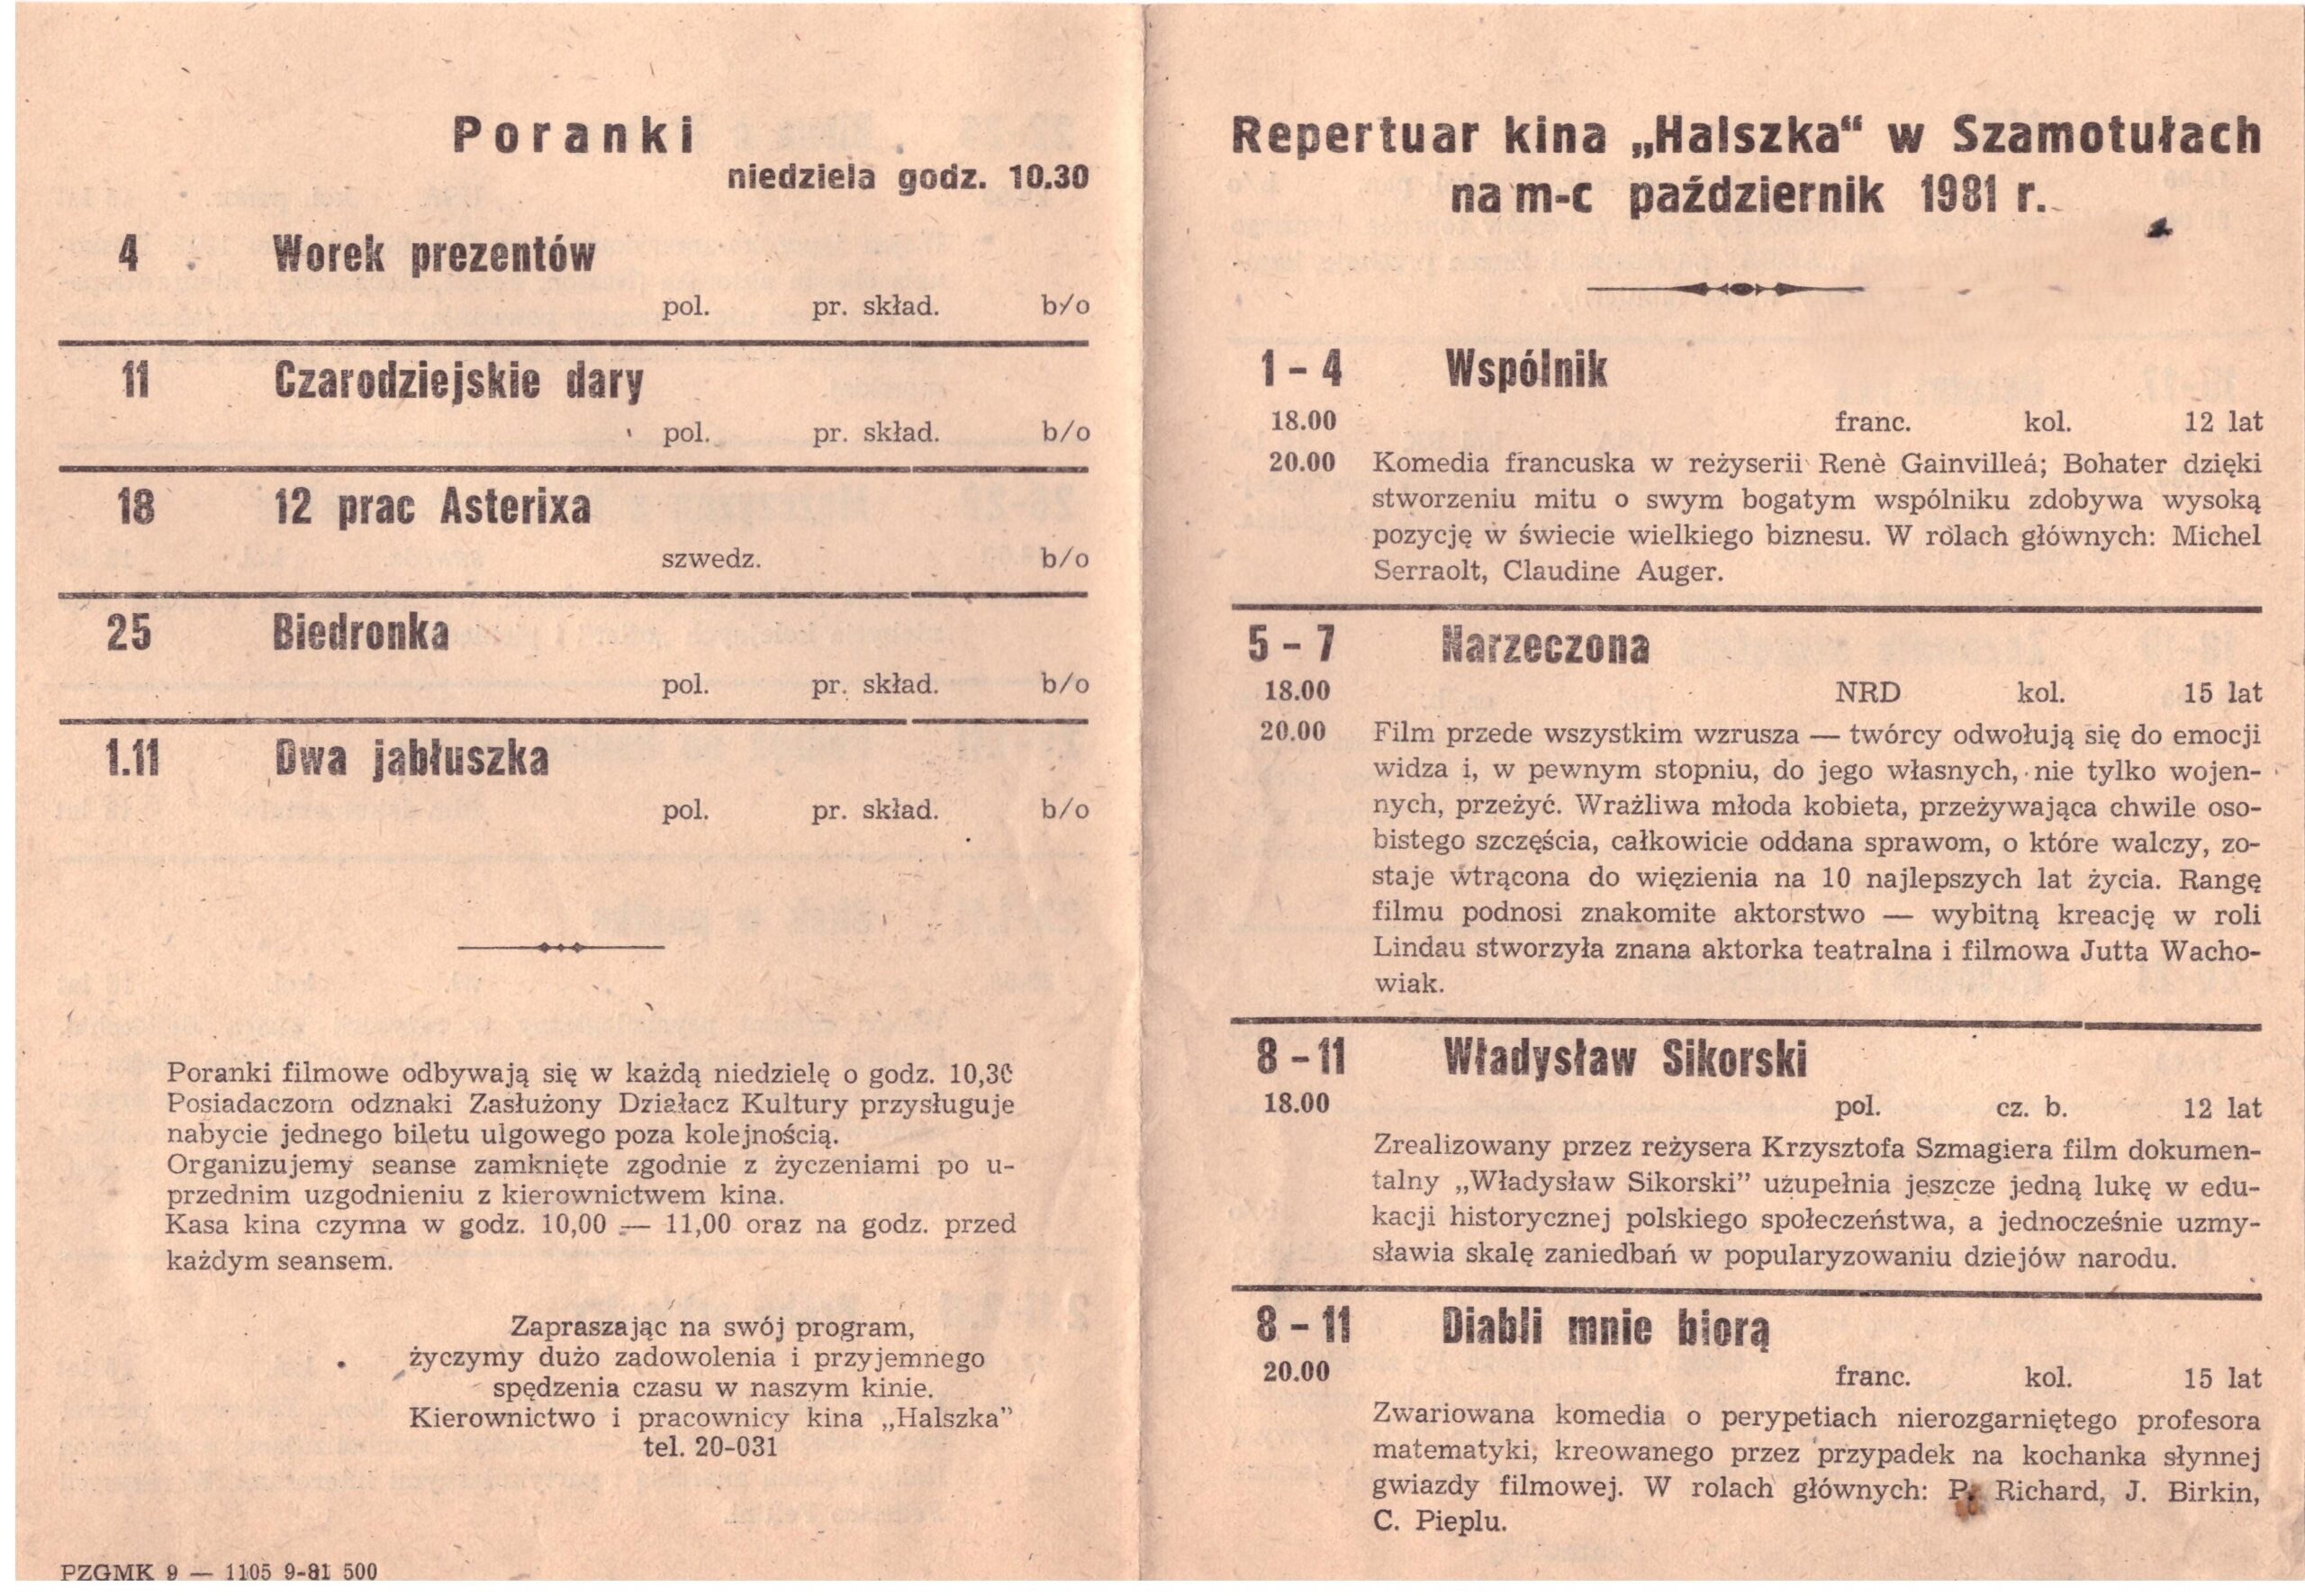 Poranki
niedziela godz. 10.30
4 Worek prezentów
pol. pr. skład. b/o
11 Czarodziejskie dary
pol. pr. skład. b/o
18 12 prac Asterixa
szwedz. b/o
25 Biedronka
pol. pr. skład. b/o
1.11 Dwa jabłuszka
pol. pr. skład. b/o
Poranki filmowe odbywają się w każdą niedzielę o godz. 10,30
Posiadaczom odznaki Zasłużony Działacz Kultury przysługuje
nabycie jednego biletu ulgowego poza kolejnością.
Organizujemy seanse zamknięte zgodnie z życzeniami po u-
przednim uzgodnieniu z kierownictwem kina.
Kasa kina czynna w godz. 10,00 — 11,00 oraz na godz. przed
każdym seansem.
Zapraszając na swój program,
życzymy dużo zadowolenia i przyjemnego
spędzenia czasu w naszym kinie.
Kierownictwo i pracownicy kina „Halszka”
tel. 20-031
PZGMK 9 — 1105 9-81 500
Repertuar kina „Halszka“ w Szamotułach
na m-c październik 1981 r.
1 – 4 Wspólnik
18.00 franc. kol. 12 lat
20.00 Komedia francuska w reżyserii Renè Gainvilleá; Bohater dzięki
stworzeniu mitu o swym bogatym wspólniku zdobywa wysoką
pozycję w świecie wielkiego biznesu. W rolach głównych: Michel
Serraolt, Claudine Auger.
5 – 7 Narzeczona
18.00 NRD kol. 15 lat
20.00 Film przede wszystkim wzrusza — twórcy odwołują się do emocji
widza i, w pewnym stopniu, do jego własnych, nie tylko wojen-
nych, przeżyć. Wrażliwa młoda kobieta, przeżywająca chwile oso-
bistego szczęścia, całkowicie oddana sprawom, o które walczy, zo-
staje wtrącona do więzienia na 10 najlepszych lat życia. Rangę
filmu podnosi znakomite aktorstwo — wybitną kreację w roli
Lindau stworzyła znana aktorka teatralna i filmowa Jutta Wacho-
wiak.
8 – 11 Władysław Sikorski
18.00 pol. cz. b. 12 lat
Zrealizowany przez reżysera Krzysztofa Szmagiera film dokumen-
talny „Władysław Sikorski” uzupełnia jeszcze jedną lukę w edu-
kacji historycznej polskiego społeczeństwa, a jednocześnie uzmy-
sławia skalę zaniedbań w popularyzowaniu dziejów narodu.
8 – 11 Diabli mnie biorą
20.00 franc. kol. 15 lat
Zwariowana komedia o perypetiach nierozgarniętego profesora
matematyki, kreowanego przez przypadek na kochanka słynnej
gwiazdy filmowej. W rolach głównych: P. Richard, J. Birkin,
C. Pieplu.